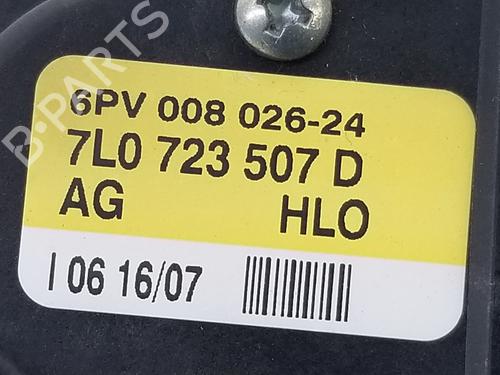 B-PARTS
6PV 008 026-24
7L0 723 507 D
AG HLO
I 06 16/07